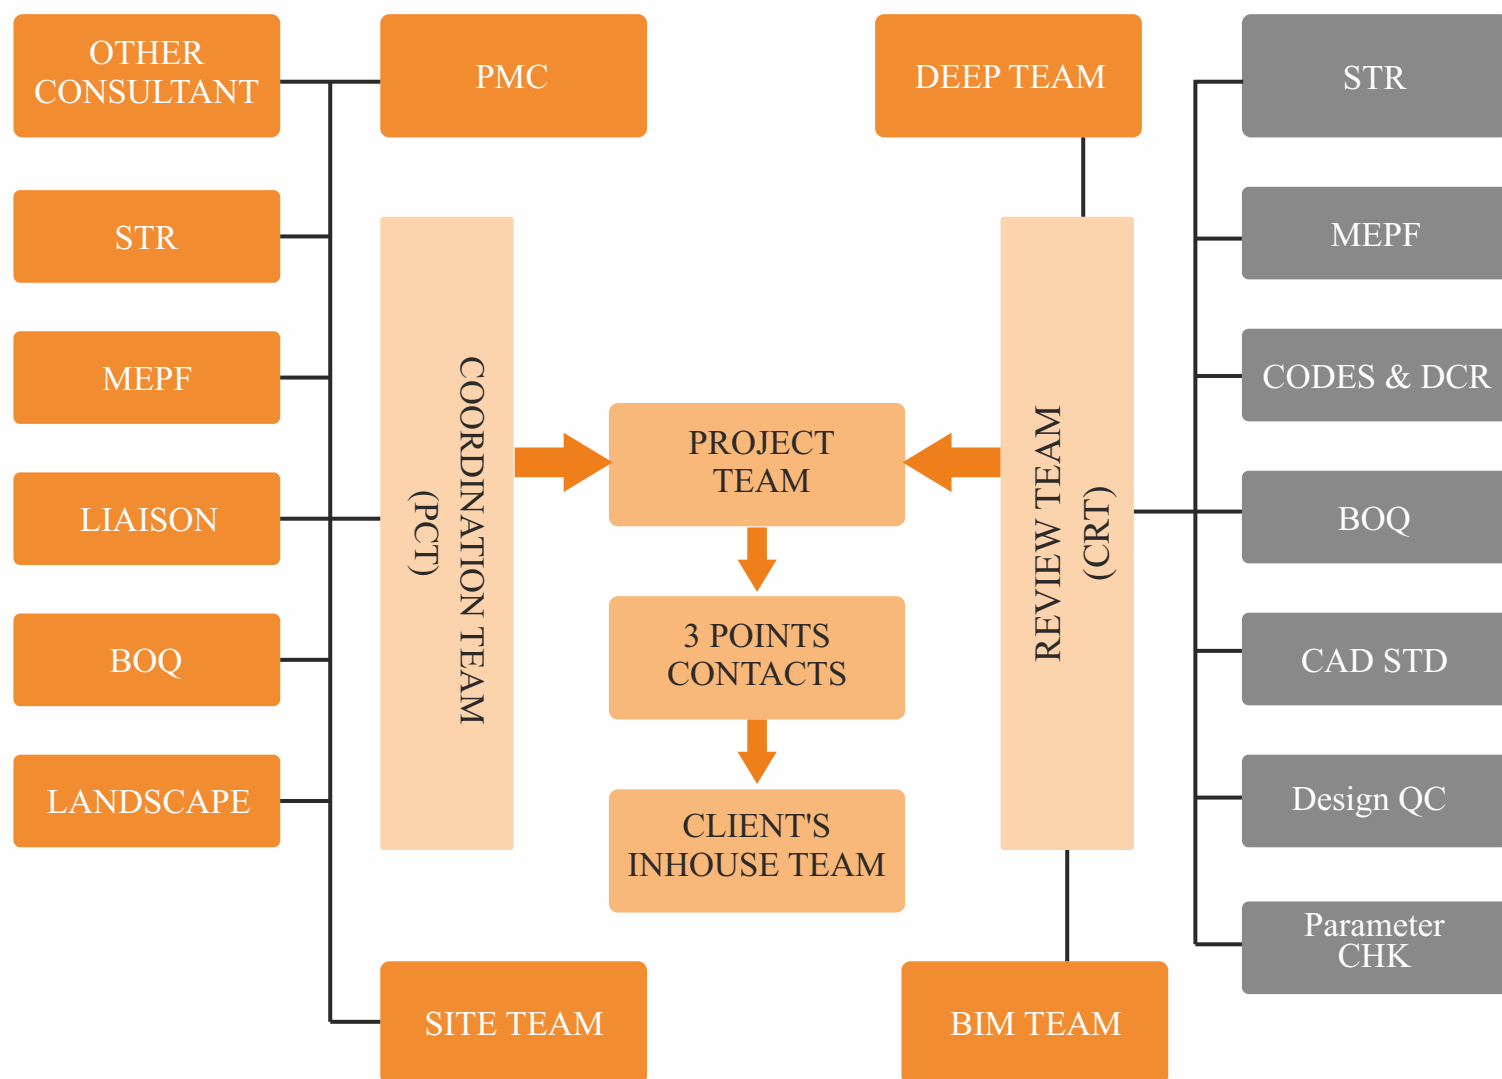 OTHER
CONSULTANT
PMC
DEEP TEAM
STR
STR
MEPF
MEPF
CODES & DCR
LIAISON
BOQ
BOQ
CAD STD
LANDSCAPE
Design QC
Parameter
CHK
COORDINATION TEAM
(PCT)
PROJECT
TEAM
3 POINTS
CONTACTS
CLIENT'S
INHOUSE TEAM
REVIEW TEAM
(CRT)
SITE TEAM
BIM TEAM